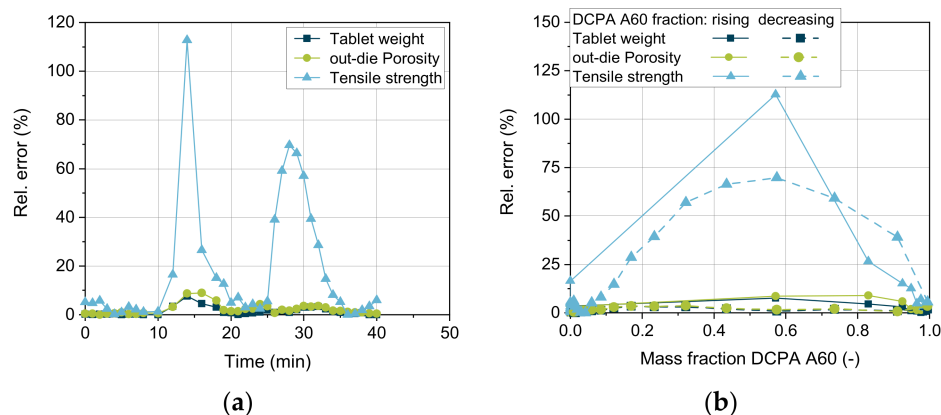 120
100
80
60
40
20
0
Rel. error (%)
0 10 20 30 40 50
Time (min)
Tablet weight
out-die Porosity
Tensile strength
(a)
150
125
100
75
50
25
0
Rel. error (%)
0.0 0.2 0.4 0.6 0.8 1.0
Mass fraction DCPA A60 (-)
DCPA A60 fraction: rising decreasing
Tablet weight
out-die Porosity
Tensile strength
(b)